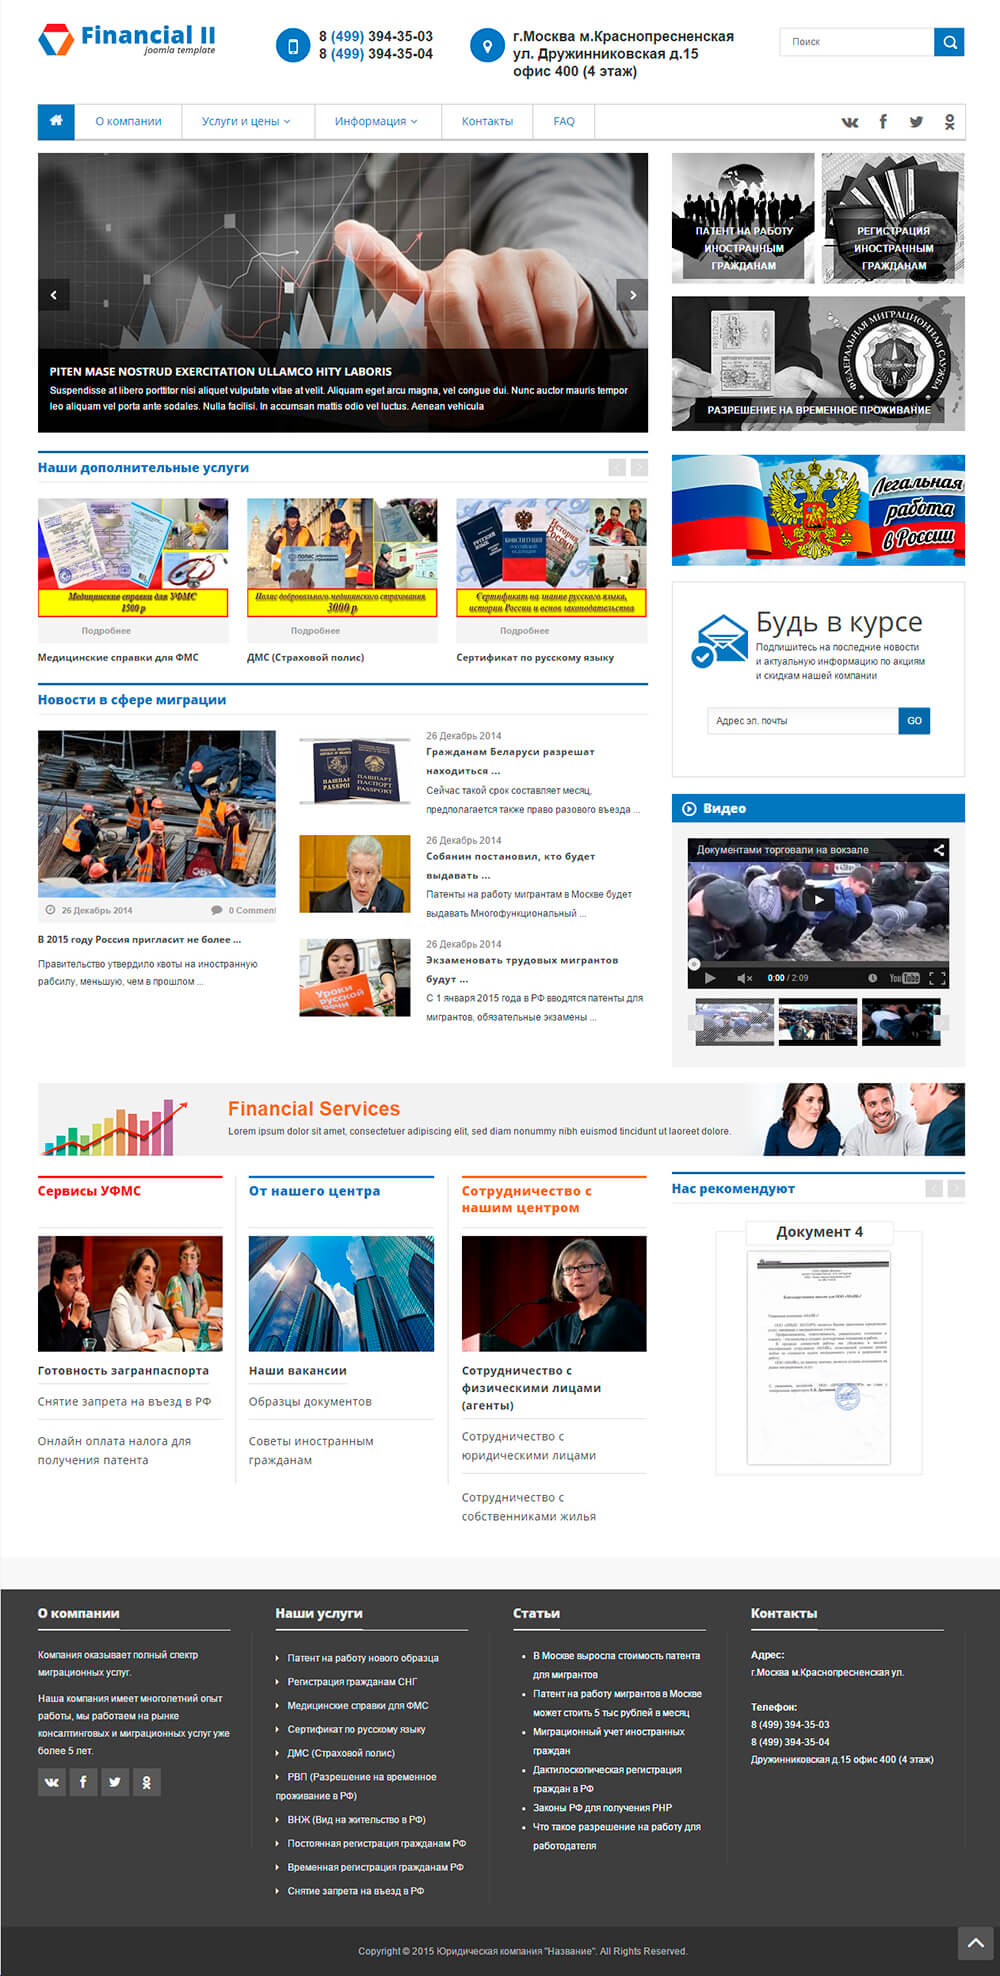 Financial II
joomla template
8 (499) 394-35-03
8 (499) 394-35-04
г.Москва м.Краснопресненская
ул. Дружинниковская д.15
офис 400 (4 этаж)
Поиск
О компании
Услуги и цены
Информация
Контакты
FAQ
PITEN MASE NOSTRUD EXERCITATION ULLAMCO HITY LABORIS
Suspendisse at libero porttitor nisi aliquet vulputate vitae at velit. Aliquam eget arcu magna, vel congue dui. Nunc auctor mauris tempor
leo aliquam vel porta ante sodales. Nulla facilisi. In accumsan mattis odio vel luctus. Aenean vehicula
ПАТЕНТ НА РАБОТУ
ИНОСТРАННЫМ
ГРАЖДАНАМ
РЕГИСТРАЦИЯ
ИНОСТРАННЫМ
ГРАЖДАНАМ
ФЕДЕРАЛЬНАЯ МИГРАЦИОННАЯ СЛУЖБА
РАЗРЕШЕНИЕ НА ВРЕМЕННОЕ ПРОЖИВАНИЕ
Легальная
работа
в России
Наши дополнительные услуги
Медицинские справки для УФМС
1500 р
Подробнее
Медицинские справки для ФМС
ПОЛИС
Полис добровольного медицинского страхования
3000 р
Подробнее
ДМС (Страховой полис)
РУССКИЙ ЯЗЫК
КОНСТИТУЦИЯ
История России
Сертификат на знание русского языка,
истории России и основ законодательства
Подробнее
Сертификат по русскому языку
Будь в курсе
Подпишитесь на последние новости
и актуальную информацию по акциям
и скидкам нашей компании
Адрес эл. почты
GO
Новости в сфере миграции
26 Декабрь 2014
0 Comment
В 2015 году Россия пригласит не более ...
Правительство утвердило квоты на иностранную
рабсилу, меньшую, чем в прошлом ...
ПАШПАРТ
PASSPORT
ПАШПАРТ
ПАСПОРТ
PASSPORT
26 Декабрь 2014
Гражданам Беларуси разрешат
находиться ...
Сейчас такой срок составляет месяц,
предполагается также право разового въезда ...
26 Декабрь 2014
Собянин постановил, кто будет
выдавать ...
Патенты на работу мигрантам в Москве будет
выдавать Многофункциональный ...
Уроки
русской
речи
26 Декабрь 2014
Экзаменовать трудовых мигрантов
будут ...
С 1 января 2015 года в РФ вводятся патенты для
мигрантов, обязательные экзамены ...
Видео
Документами торговали на вокзале
0:00 / 2:09
YouTube
Financial Services
Lorem ipsum dolor sit amet, consectetuer adipiscing elit, sed diam nonummy nibh euismod tincidunt ut laoreet dolore.
Сервисы УФМС
Готовность загранпаспорта
Снятие запрета на въезд в РФ
Онлайн оплата налога для
получения патента
От нашего центра
Наши вакансии
Образцы документов
Советы иностранным
гражданам
Сотрудничество с
нашим центром
Сотрудничество с
физическими лицами
(агенты)
Сотрудничество с
юридическими лицами
Сотрудничество с
собственниками жилья
Нас рекомендуют
Документ 4
О компании
Компания оказывает полный спектр
миграционных услуг.
Наша компания имеет многолетний опыт
работы, мы работаем на рынке
консалтинговых и миграционных услуг уже
более 5 лет.
Наши услуги
Патент на работу нового образца
Регистрация гражданам СНГ
Медицинские справки для ФМС
Сертификат по русскому языку
ДМС (Страховой полис)
РВП (Разрешение на временное
проживание в РФ)
ВНЖ (Вид на жительство в РФ)
Постоянная регистрация гражданам РФ
Временная регистрация гражданам РФ
Снятие запрета на въезд в РФ
Статьи
В Москве выросла стоимость патента
для мигрантов
Патент на работу мигрантов в Москве
может стоить 5 тыс рублей в месяц
Миграционный учет иностранных
граждан
Дактилоскопическая регистрация
граждан в РФ
Законы РФ для получения РНР
Что такое разрешение на работу для
работодателя
Контакты
Адрес:
г.Москва м.Краснопресненская ул.
Телефон:
8 (499) 394-35-03
8 (499) 394-35-04
Дружинниковская д.15 офис 400 (4 этаж)
Copyright © 2015 Юридическая компания "Название". All Rights Reserved.